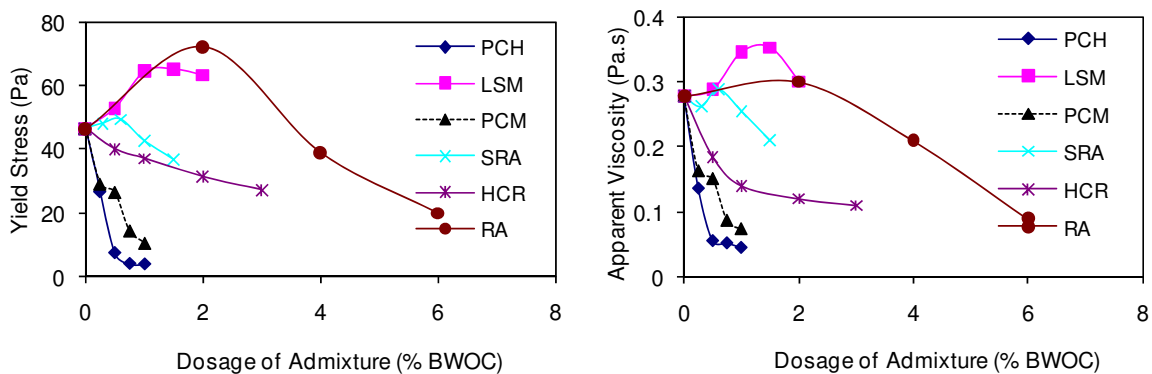 Yield Stress (Pa)
80
60
40
20
0
0 2 4 6 8
Dosage of Admixture (% BWOC)
PCH
LSM
PCM
SRA
HCR
RA
Apparent Viscosity (Pa.s)
0.4
0.3
0.2
0.1
0.0
0 2 4 6 8
Dosage of Admixture (% BWOC)
PCH
LSM
PCM
SRA
HCR
RA